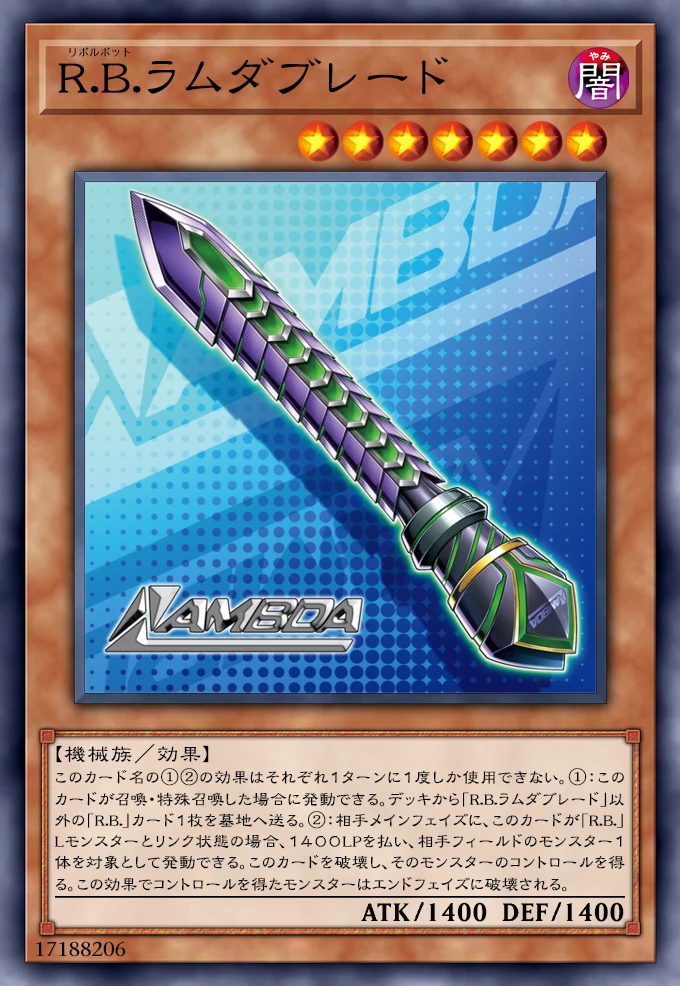 リボルボット
R.B.ラムダブレード
やみ
闇
LAMBDA
LAMBDA
LAMBDA
【機械族／効果】
このカード名の①②の効果はそれぞれ1ターンに1度しか使用できない。①：この
カードが召喚・特殊召喚した場合に発動できる。デッキから「R.B.ラムダブレード」以
外の「R.B.」カード1枚を墓地へ送る。②：相手メインフェイズに、このカードが「R.B.」
Lモンスターとリンク状態の場合、1400LPを払い、相手フィールドのモンスター1
体を対象として発動できる。このカードを破壊し、そのモンスターのコントロールを得
る。この効果でコントロールを得たモンスターはエンドフェイズに破壊される。
ATK/1400 DEF/1400
17188206